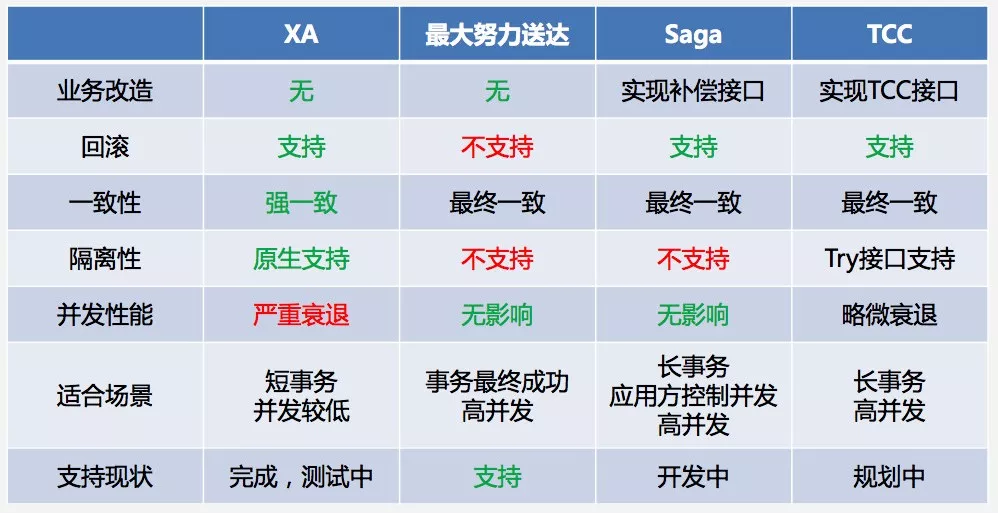 XA 最大努力送达 Saga TCC
业务改造 无 无 实现补偿接口 实现TCC接口
回滚 支持 不支持 支持 支持
一致性 强一致 最终一致 最终一致 最终一致
隔离性 原生支持 不支持 不支持 Try接口支持
并发性能 严重衰退 无影响 无影响 略微衰退
适合场景
短事务
并发较低
事务最终成功
高并发
长事务
应用方控制并发
高并发
长事务
高并发
支持现状 完成，测试中 支持 开发中 规划中